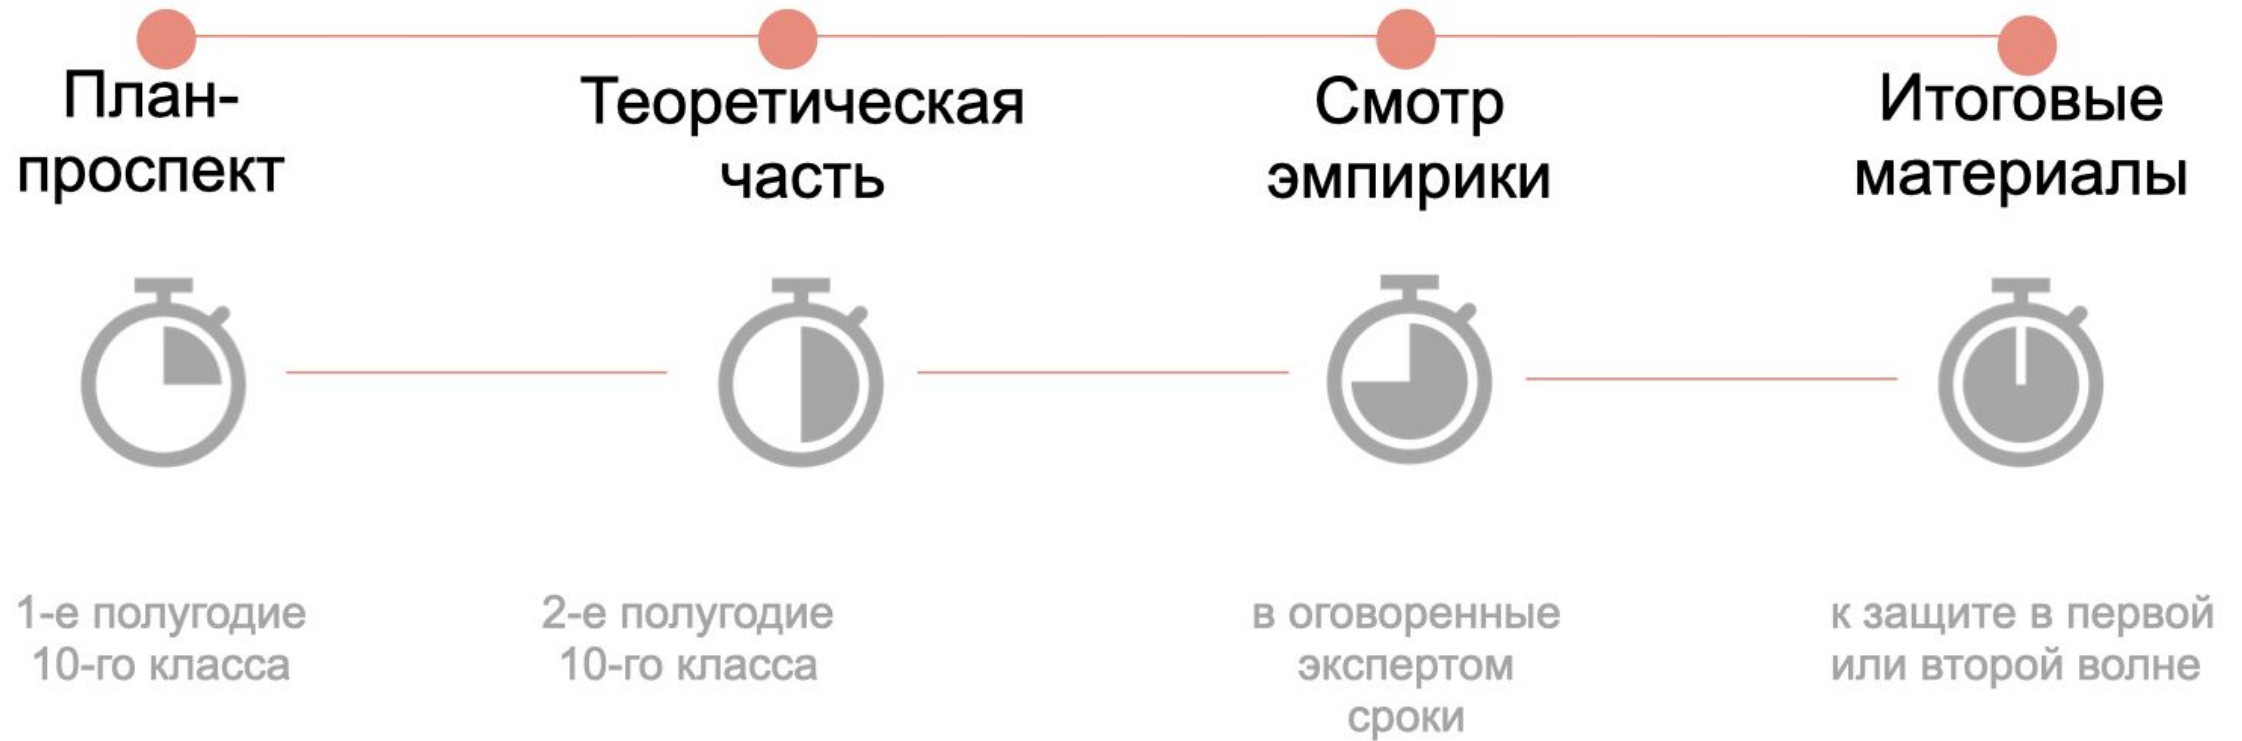 План-
проспект
Теоретическая
часть
Смотр
эмпирики
Итоговые
материалы
1-е полугодие
10-го класса
2-е полугодие
10-го класса
в оговоренные
экспертом
сроки
к защите в первой
или второй волне